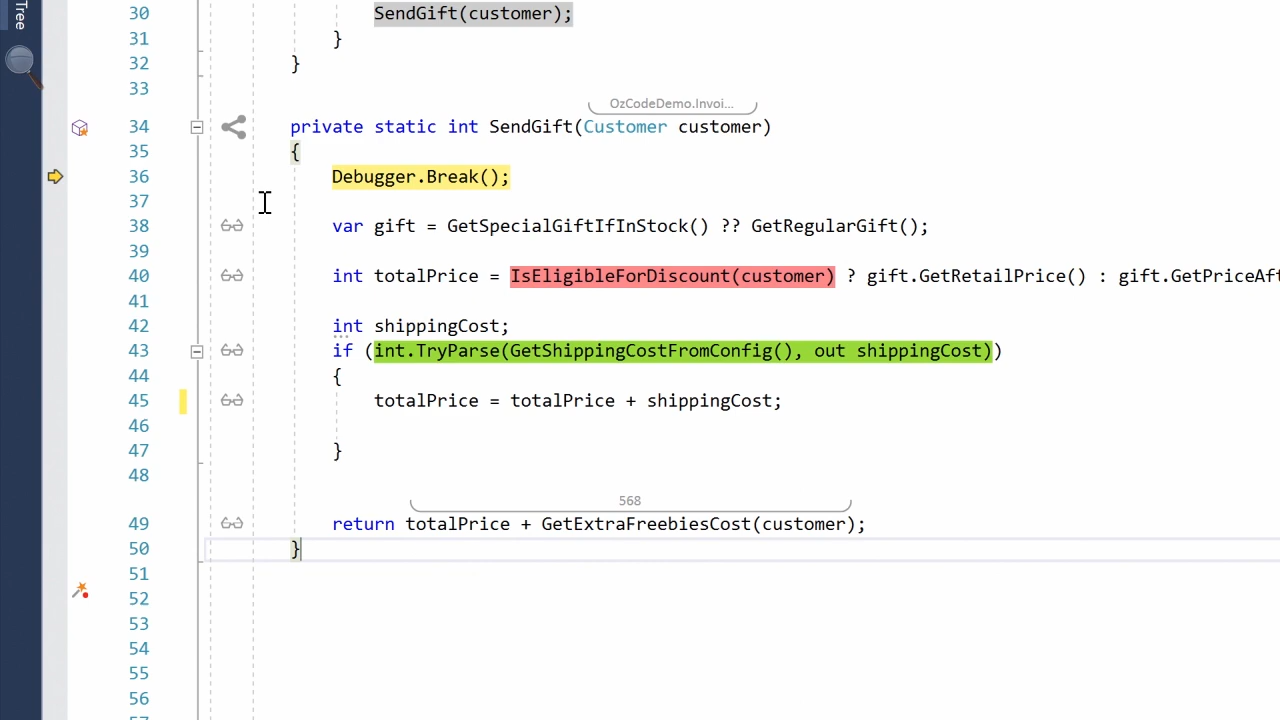 Tree
30 SendGift(customer);
31 }
32 }
33
OzCodeDemo.Invoi...
34 private static int SendGift(Customer customer)
35 {
36 Debugger.Break();
37
38 var gift = GetSpecialGiftIfInStock() ?? GetRegularGift();
39
40 int totalPrice = IsEligibleForDiscount(customer) ? gift.GetRetailPrice() : gift.GetPriceAft
41
42 int shippingCost;
43 if (int.TryParse(GetShippingCostFromConfig(), out shippingCost))
44 {
45 totalPrice = totalPrice + shippingCost;
46
47 }
48
568
49 return totalPrice + GetExtraFreebiesCost(customer);
50 }
51
52
53
54
55
56